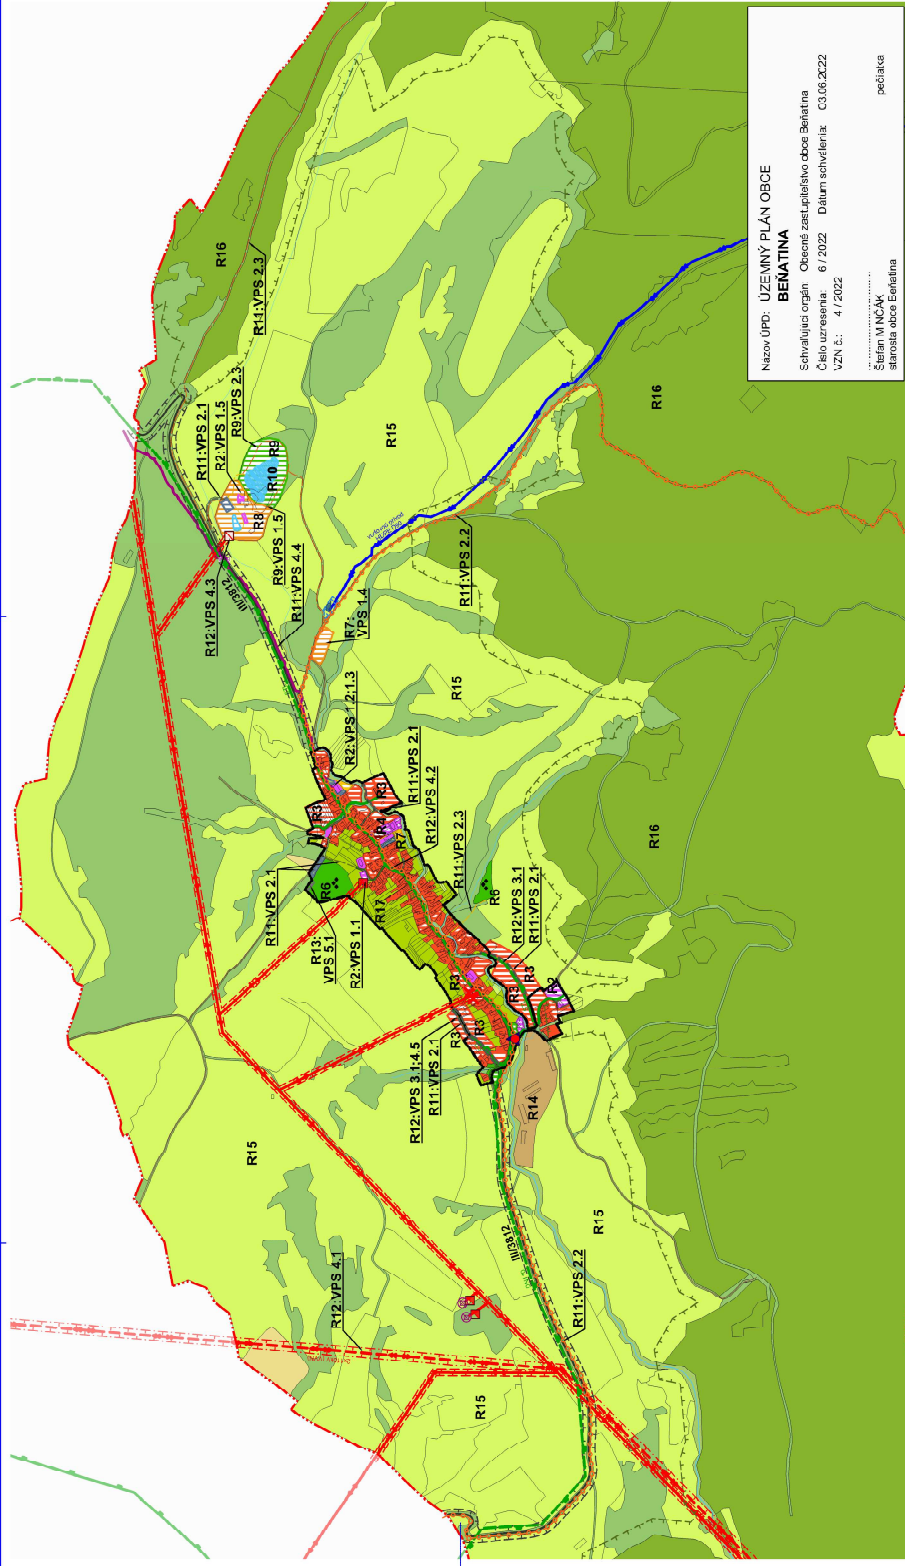 Názov ÚPD: ÚZEMNÝ PLÁN OBCE
BEŇATINA
Schvaľujúci orgán Obecné zastupiteľstvo obce Beňatina
Číslo uznesenia: 6 / 2022 Dátum schválenia: 03.06.2022
VZN č.: 4 / 2022
Štefan MINČÁK
starosta obce Beňatina
pečiatka
R16
R11:VPS 2.3
R11:VPS 2.1
R2:VPS 1.5
R9:VPS 2.3
R9
R10
R8
R9:VPS 1.5
R11:VPS 4.4
R12:VPS 4.3
III/3812
R15
R16
R11:VPS 2.2
R7:
VPS 1.4
R15
R2:VPS 1.2;1.3
R11:VPS 2.1
R12:VPS 4.2
R11:VPS 2.3
R3
R3
R4
R7
R6
R17
R11:VPS 2.1
R13:
VPS 5.1
R2:VPS 1.1
R6
R12:VPS 3.1
R11:VPS 2.1
R16
R3
R3
R3
R3
R3
R2
R12:VPS 3.1;4.5
R11:VPS 2.1
R14
R15
R15
III/3812
R11:VPS 2.2
R12:VPS 4.1
R15